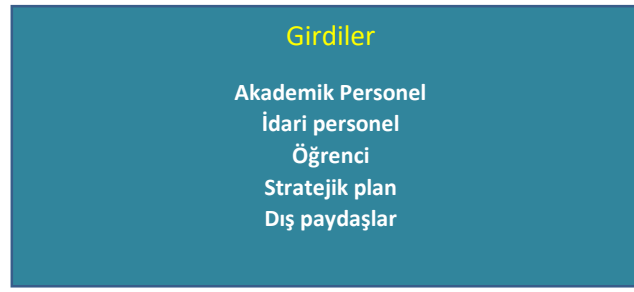 Girdiler
Akademik Personel
İdari personel
Öğrenci
Stratejik plan
Dış paydaşlar